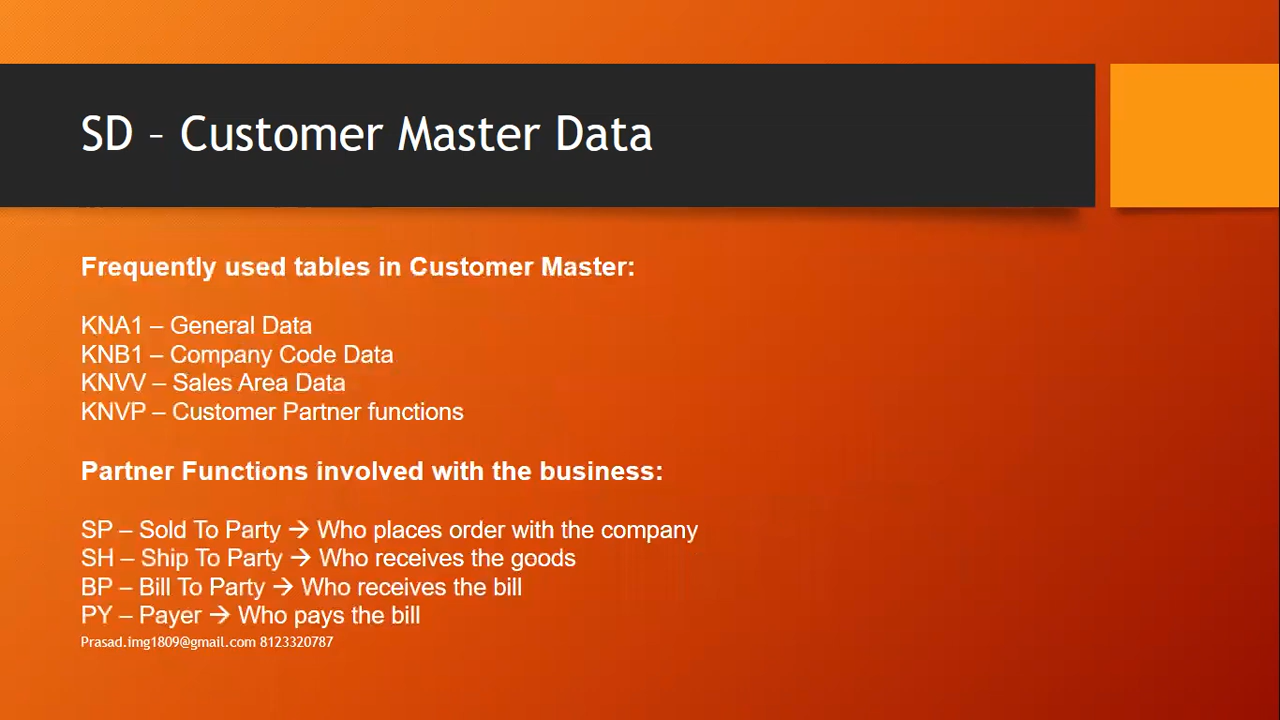 SD – Customer Master Data
Frequently used tables in Customer Master:
KNA1 – General Data
KNB1 – Company Code Data
KNVV – Sales Area Data
KNVP – Customer Partner functions
Partner Functions involved with the business:
SP – Sold To Party → Who places order with the company
SH – Ship To Party → Who receives the goods
BP – Bill To Party → Who receives the bill
PY – Payer → Who pays the bill
Prasad.img1809@gmail.com 8123320787